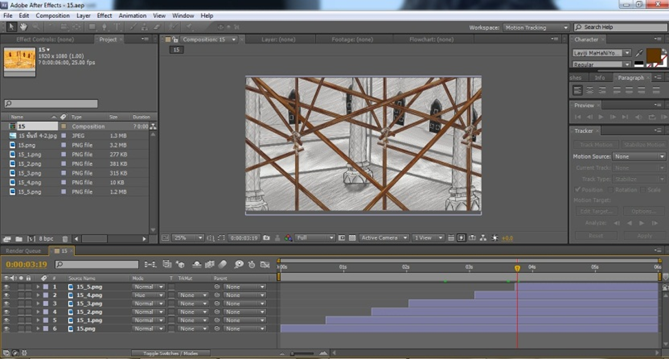 Adobe After Effects - 15.aep
File Edit Composition Layer Effect Animation View Window Help
Workspace: Motion Tracking Search Help
Effect Controls: (none) Project
Composition: 15 Layer: (none) Footage: (none) Flowchart: (none)
Character
15
15
1920 x 1080 (1.00)
Δ 0:00:06:00, 25.00 fps
Regular
Info Paragraph
Name Type Size Frame R...
15 Composition
JPEG 1.3 MB
15.png PNG file 3.2 MB
15_1.png PNG file 277 KB
15_2.png PNG file 381 KB
15_3.png PNG file 315 KB
15_4.png PNG file 10 KB
15_5.png PNG file 1.2 MB
Preview
Tracker
Track Motion Stabilize Motion
Motion Source: None
Current Track: None
Track Type: Stabilize
Position Rotation Scale
Motion Target:
Edit Target... Options...
Analyze:
Reset Apply
8 bpc
25% 0:00:03:19 Full Active Camera 1 View +0.0
Render Queue 15
0:00:03:19
# Source Name Mode T TrkMat Parent
:00s 01s 02s 03s 04s 05s 06s
1 15_5.png Normal None
2 15_4.png Hue None None
3 15_3.png Normal None None
4 15_2.png Normal None None
5 15_1.png Normal None None
6 15.png Normal None None
Toggle Switches / Modes